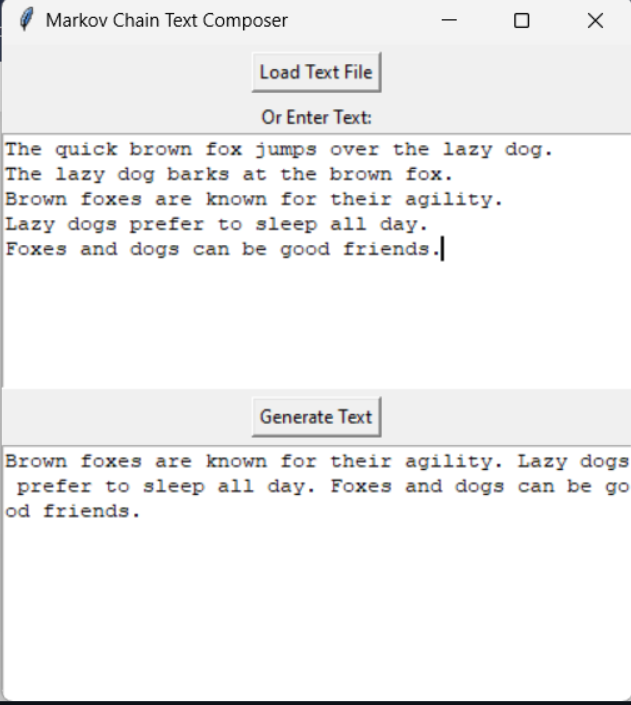 Markov Chain Text Composer
Load Text File
Or Enter Text:
The quick brown fox jumps over the lazy dog.
The lazy dog barks at the brown fox.
Brown foxes are known for their agility.
Lazy dogs prefer to sleep all day.
Foxes and dogs can be good friends.
Generate Text
Brown foxes are known for their agility. Lazy dogs
 prefer to sleep all day. Foxes and dogs can be go
od friends.